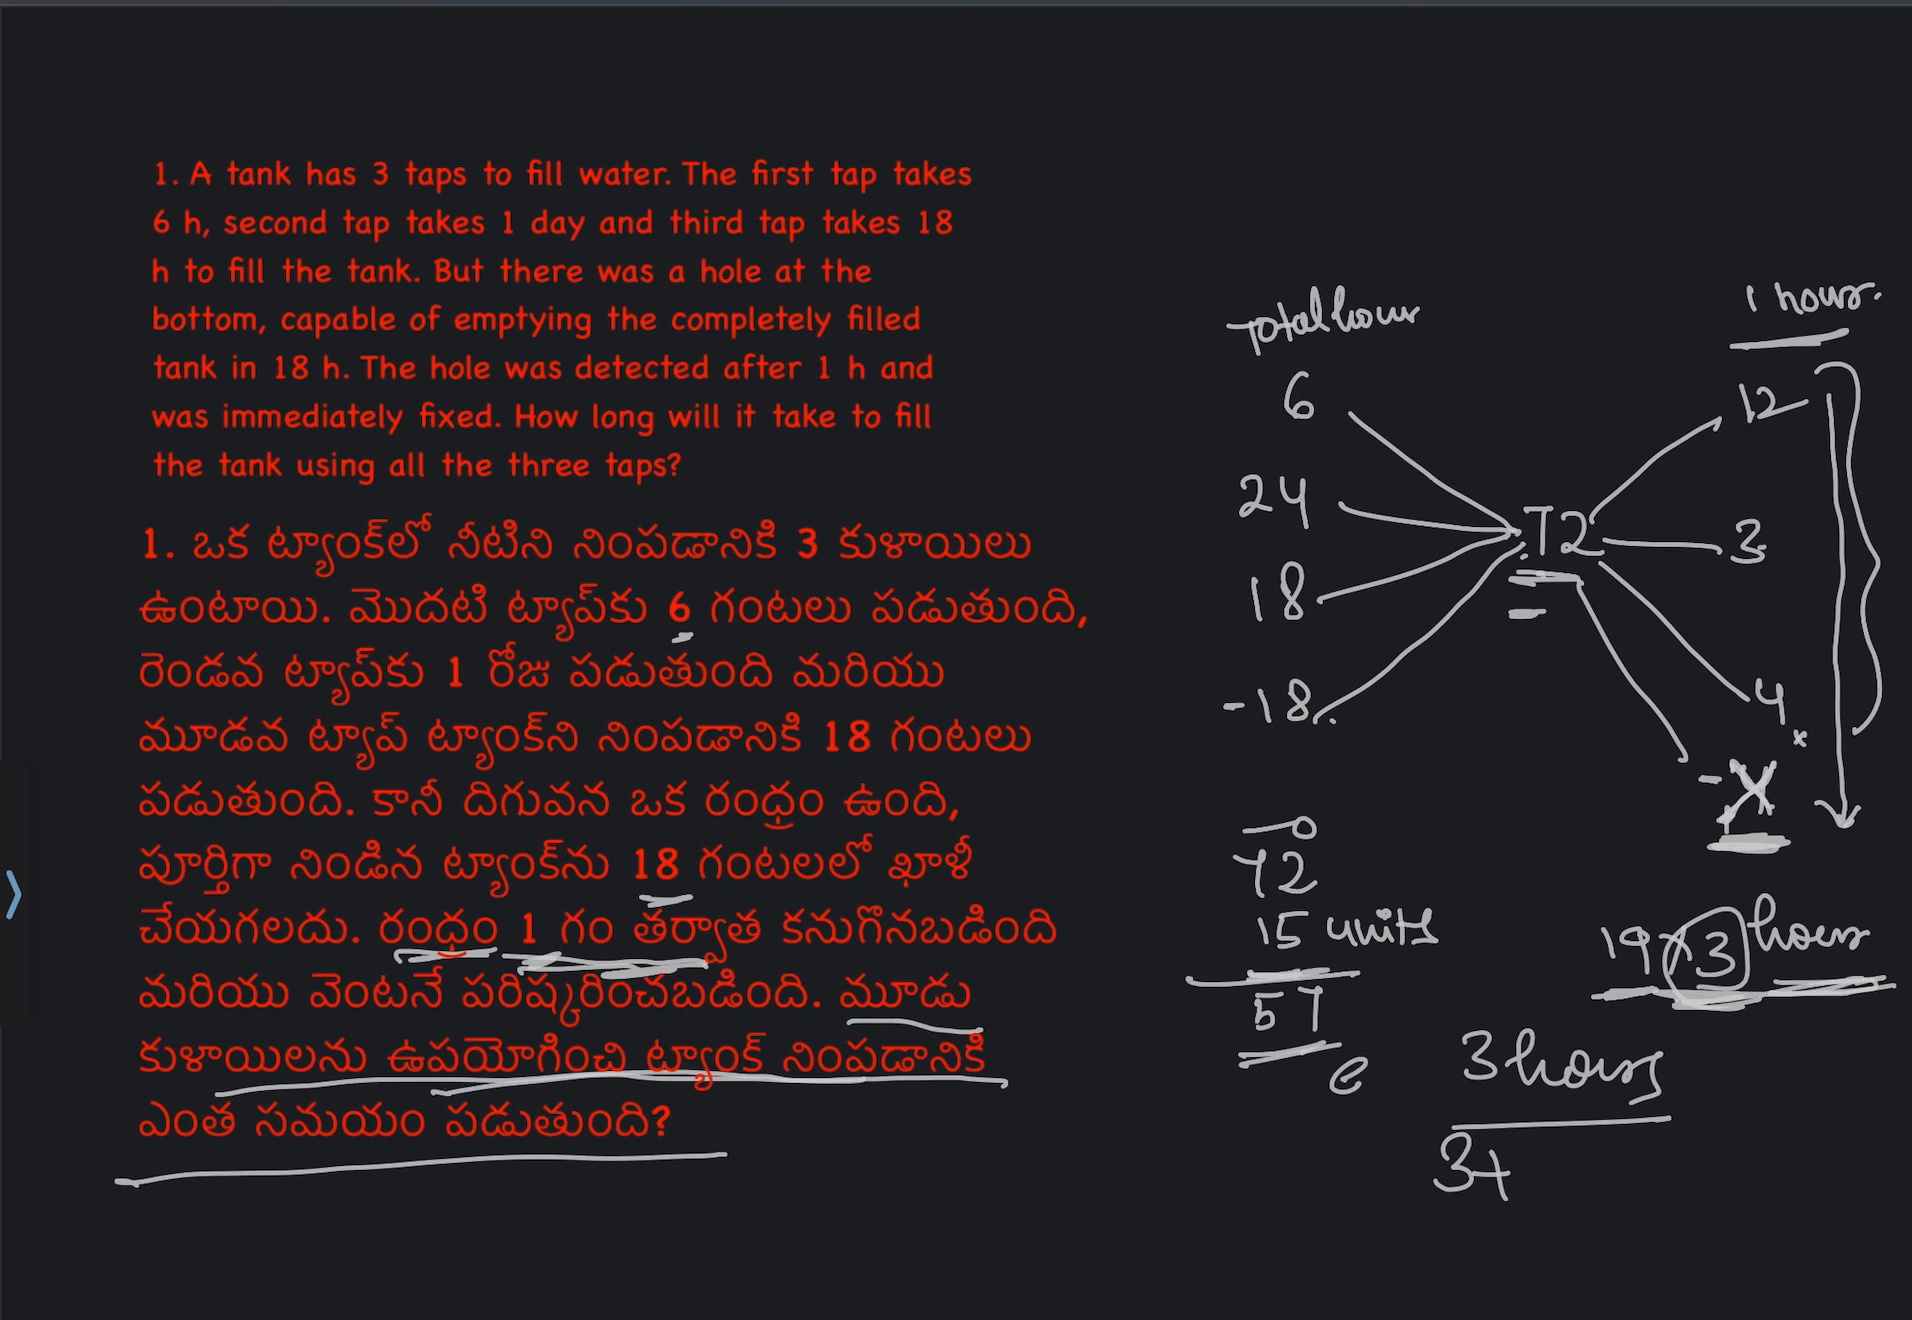 1. A tank has 3 taps to fill water. The first tap takes
6 h, second tap takes 1 day and third tap takes 18
h to fill the tank. But there was a hole at the
bottom, capable of emptying the completely filled
tank in 18 h. The hole was detected after 1 h and
was immediately fixed. How long will it take to fill
the tank using all the three taps?
1. ఒక ట్యాంక్‌లో నీటిని నింపడానికి 3 కుళాయిలు
ఉంటాయి. మొదటి ట్యాప్‌కు 6 గంటలు పడుతుంది,
రెండవ ట్యాప్‌కు 1 రోజు పడుతుంది మరియు
మూడవ ట్యాప్ ట్యాంక్‌ని నింపడానికి 18 గంటలు
పడుతుంది. కానీ దిగువన ఒక రంధ్రం ఉంది,
పూర్తిగా నిండిన ట్యాంక్‌ను 18 గంటలలో ఖాళీ
చేయగలదు. రంధ్రం 1 గం తర్వాత కనుగొనబడింది
మరియు వెంటనే పరిష్కరించబడింది. మూడు
కుళాయిలను ఉపయోగించి ట్యాంక్ నింపడానికి
ఎంత సమయం పడుతుంది?
Total hour
1 hour.
6
24
18
-18
72
12
3
4
72
15 units
57
19 x 3 hours
3 hours
3+